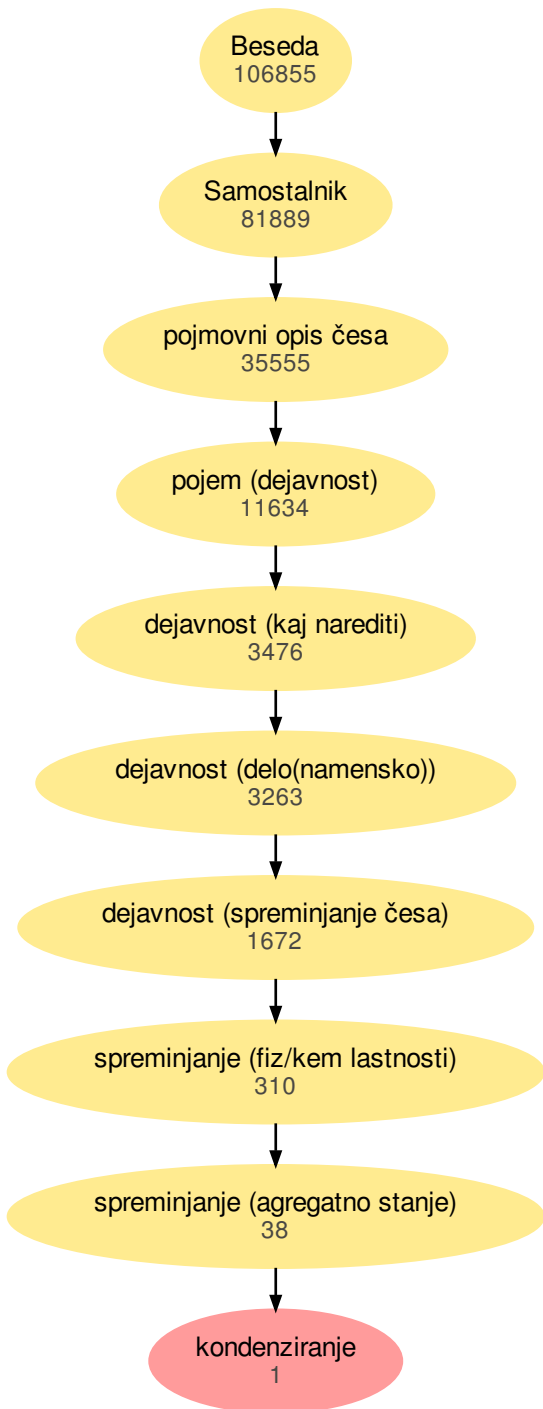 Beseda
106855
Samostalnik
81889
pojmovni opis česa
35555
pojem (dejavnost)
11634
dejavnost (kaj narediti)
3476
dejavnost (delo(namensko))
3263
dejavnost (spreminjanje česa)
1672
spreminjanje (fiz/kem lastnosti)
310
spreminjanje (agregatno stanje)
38
kondenziranje
1